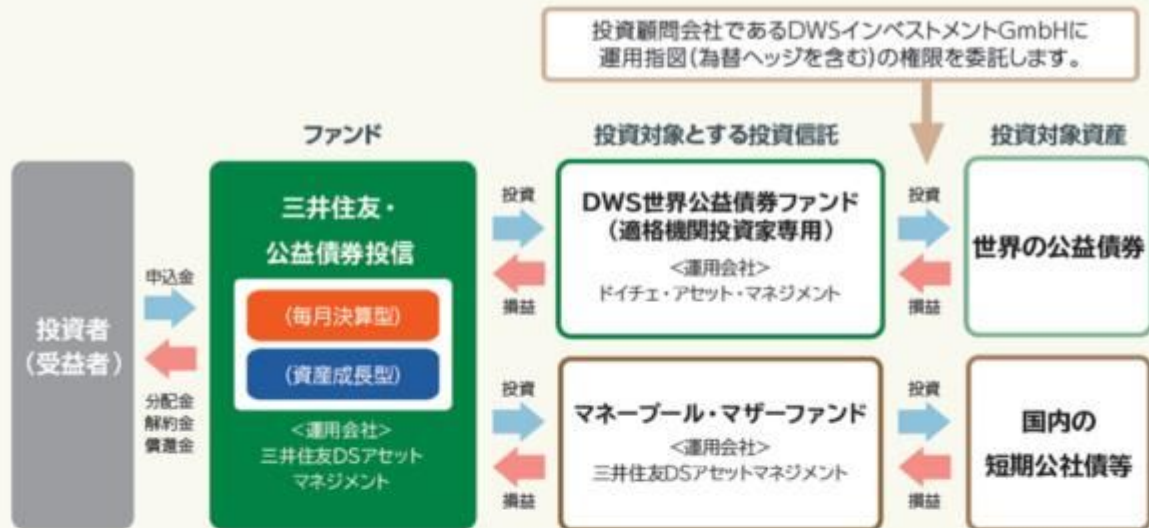 投資顧問会社であるDWSインベストメントGmbHに
運用指図(為替ヘッジを含む)の権限を委託します。
ファンド
投資対象とする投資信託
投資対象資産
投資者
(受益者)
申込金
分配金
解約金
償還金
三井住友・
公益債券投信
(毎月決算型)
(資産成長型)
<運用会社>
三井住友DSアセット
マネジメント
投資
損益
DWS世界公益債券ファンド
(適格機関投資家専用)
<運用会社>
ドイチェ・アセット・マネジメント
投資
損益
世界の公益債券
投資
損益
マネープール・マザーファンド
<運用会社>
三井住友DSアセットマネジメント
投資
損益
国内の
短期公社債等